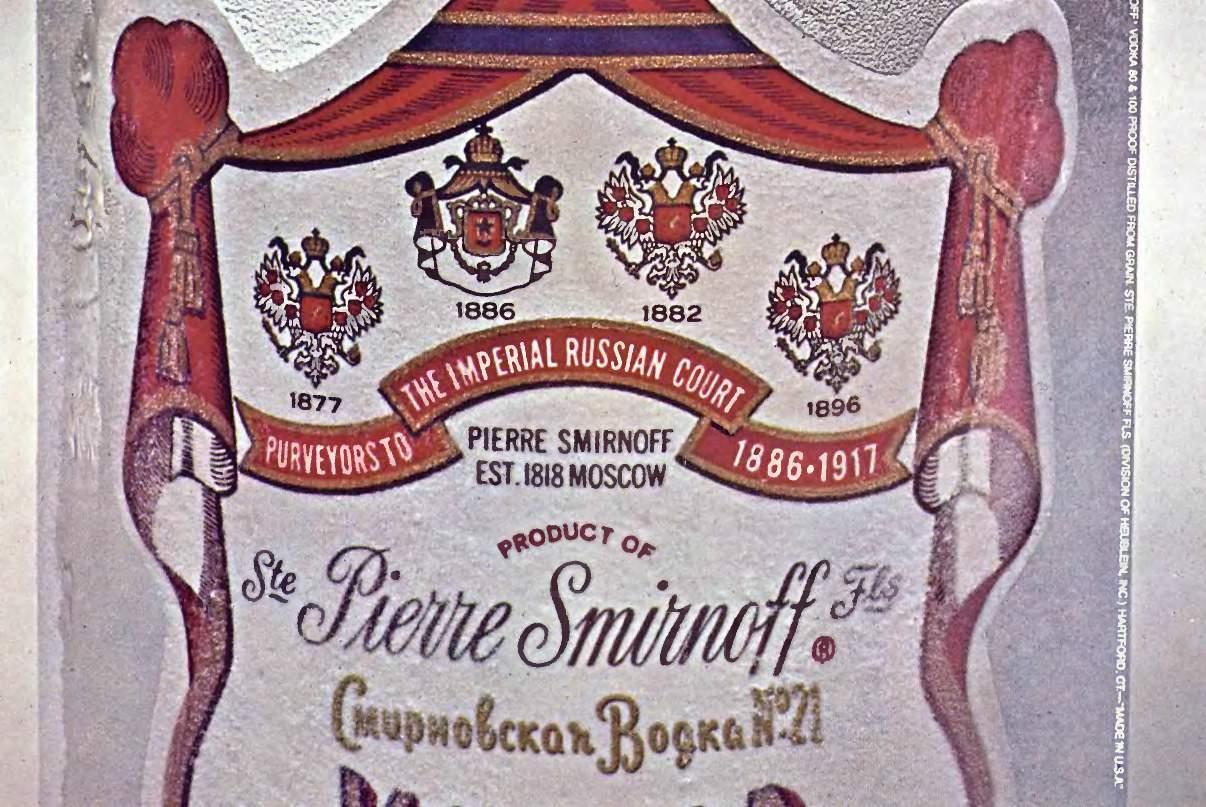 1886
1882
1877
1896
THE IMPERIAL RUSSIAN COURT
PURVEYORS TO
1886•1917
PIERRE SMIRNOFF
EST. 1818 MOSCOW
PRODUCT OF
Ste Pierre Smirnoff Fls ®
Смирновская Водка №21
OFF® VODKA 80 & 100 PROOF DISTILLED FROM GRAIN. STE. PIERRE SMIRNOFF FLS. (DIVISION OF HEUBLEIN, INC.) HARTFORD, CT.—"MADE IN U.S.A."